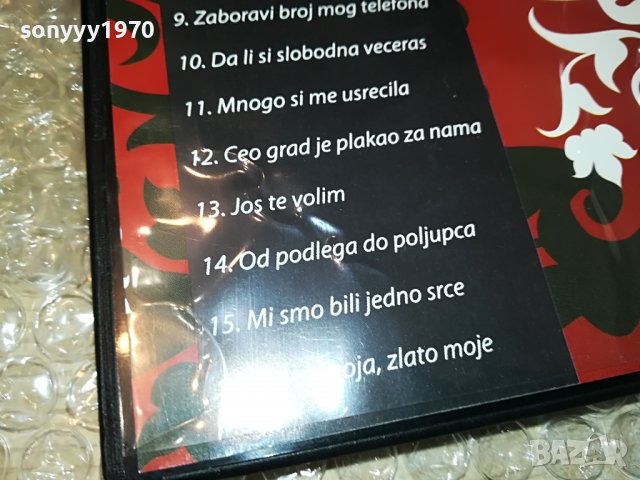 sonyyy1970
9. Zaboravi broj mog telefona
10. Da li si slobodna veceras
11. Mnogo si me usrecila
12. Ceo grad je plakao za nama
13. Jos te volim
14. Od podlega do poljupca
15. Mi smo bili jedno srce
zlato moje
BAZAR